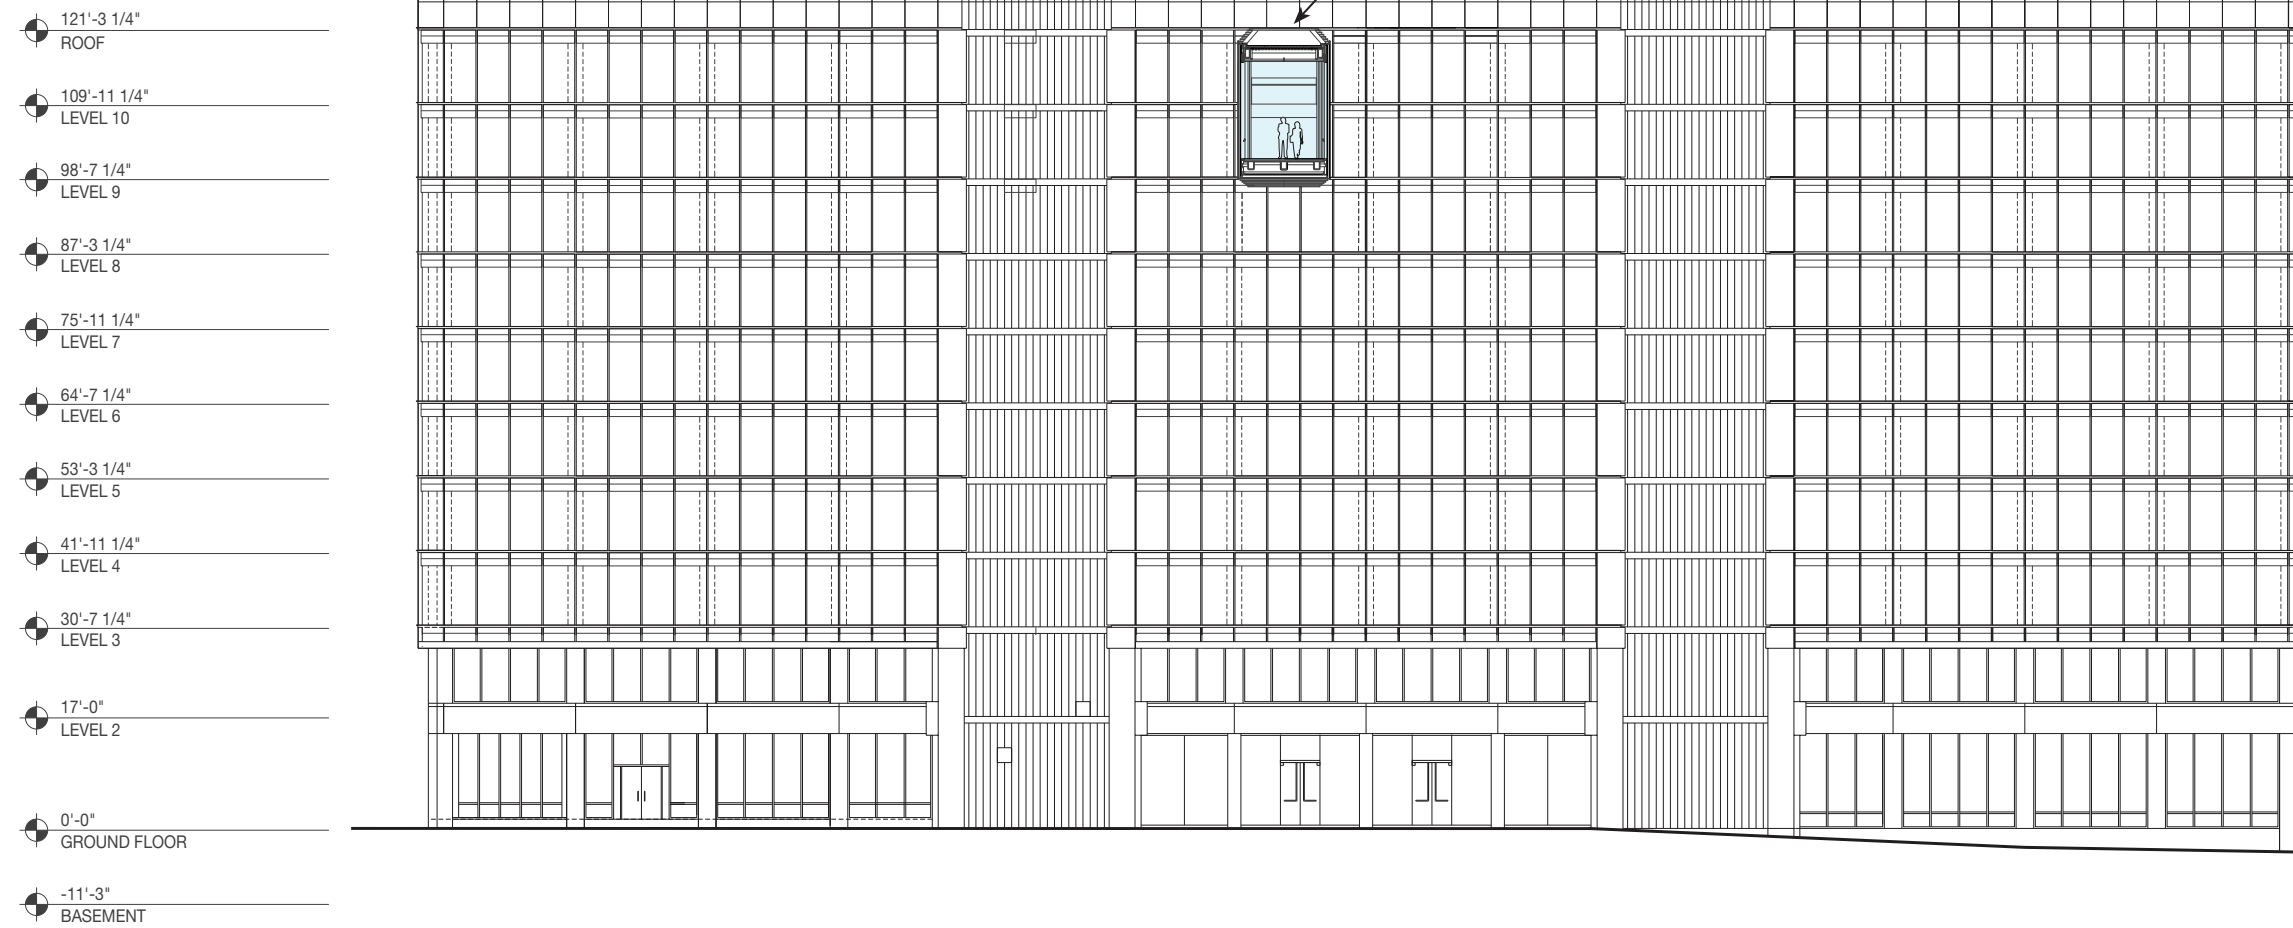 121'-3 1/4"
ROOF
109'-11 1/4"
LEVEL 10
98'-7 1/4"
LEVEL 9
87'-3 1/4"
LEVEL 8
75'-11 1/4"
LEVEL 7
64'-7 1/4"
LEVEL 6
53'-3 1/4"
LEVEL 5
41'-11 1/4"
LEVEL 4
30'-7 1/4"
LEVEL 3
17'-0"
LEVEL 2
0'-0"
GROUND FLOOR
-11'-3"
BASEMENT